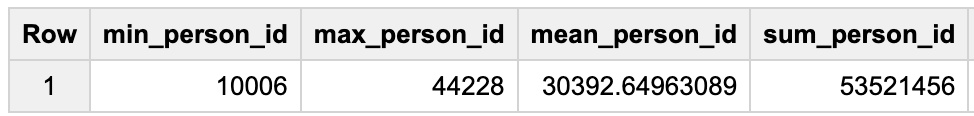 Row min_person_id max_person_id mean_person_id sum_person_id
1 10006 44228 30392.64963089 53521456